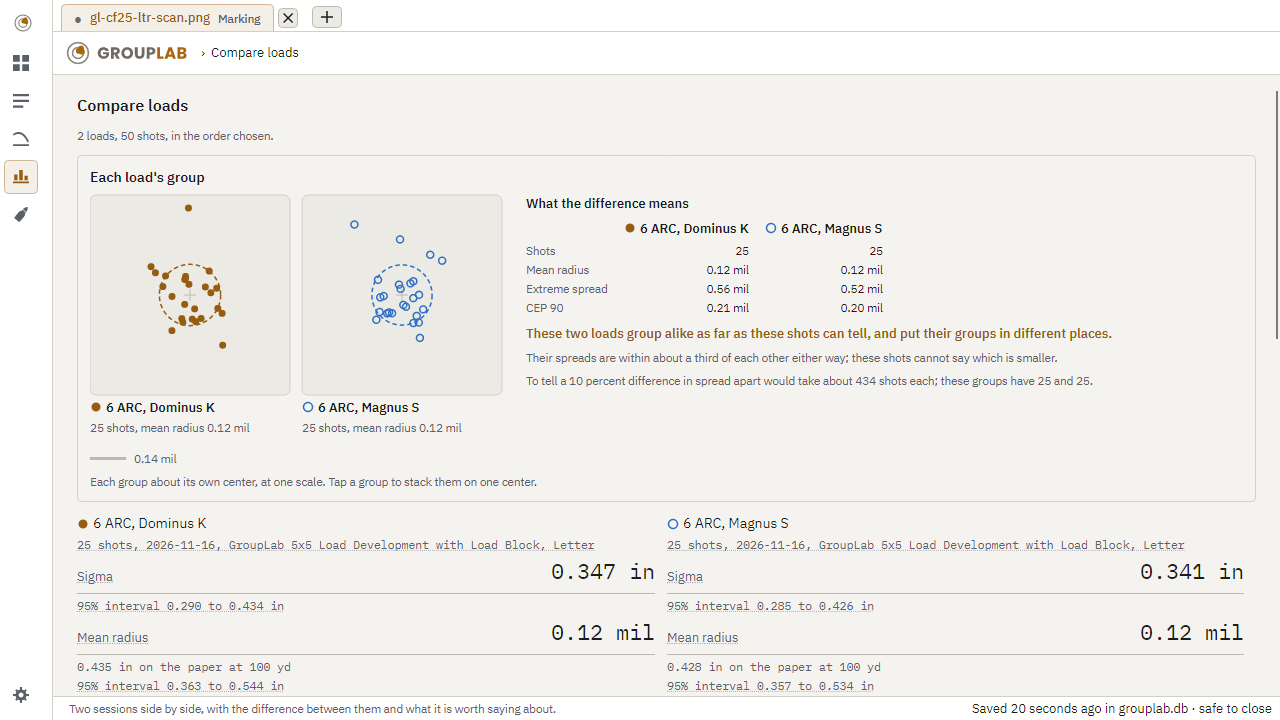 gl-cf25-ltr-scan.png Marking
GROUPLAB › Compare loads
Compare loads
2 loads, 50 shots, in the order chosen.
Each load's group
6 ARC, Dominus K
25 shots, mean radius 0.12 mil
6 ARC, Magnus S
25 shots, mean radius 0.12 mil
0.14 mil
Each group about its own center, at one scale. Tap a group to stack them on one center.
What the difference means
6 ARC, Dominus K 6 ARC, Magnus S
Shots 25 25
Mean radius 0.12 mil 0.12 mil
Extreme spread 0.56 mil 0.52 mil
CEP 90 0.21 mil 0.20 mil
These two loads group alike as far as these shots can tell, and put their groups in different places.
Their spreads are within about a third of each other either way; these shots cannot say which is smaller.
To tell a 10 percent difference in spread apart would take about 434 shots each; these groups have 25 and 25.
6 ARC, Dominus K
25 shots, 2026-11-16, GroupLab 5x5 Load Development with Load Block, Letter
Sigma 0.347 in
95% interval 0.290 to 0.434 in
Mean radius 0.12 mil
0.435 in on the paper at 100 yd
95% interval 0.363 to 0.544 in
6 ARC, Magnus S
25 shots, 2026-11-16, GroupLab 5x5 Load Development with Load Block, Letter
Sigma 0.341 in
95% interval 0.285 to 0.426 in
Mean radius 0.12 mil
0.428 in on the paper at 100 yd
95% interval 0.357 to 0.534 in
Two sessions side by side, with the difference between them and what it is worth saying about.
Saved 20 seconds ago in grouplab.db · safe to close